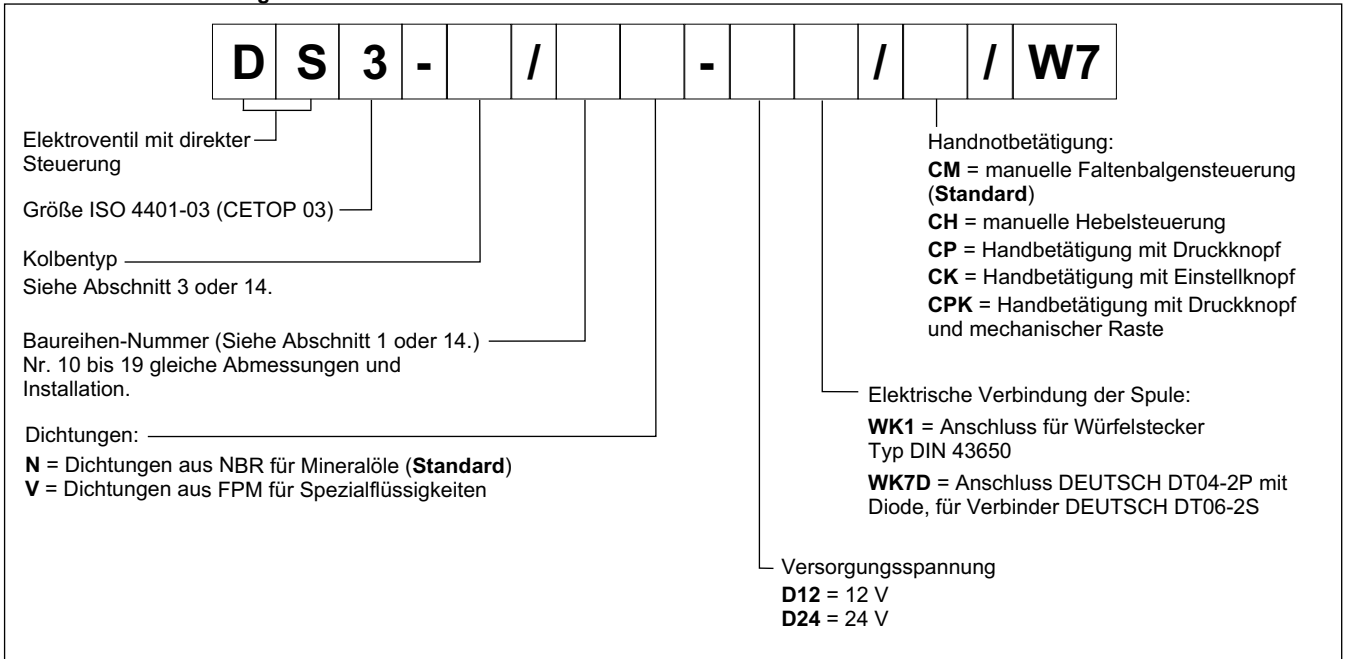 DS3- / - / / W7
Elektroventil mit direkter
Steuerung
Größe ISO 4401-03 (CETOP 03)
Kolbentyp
Siehe Abschnitt 3 oder 14.
Baureihen-Nummer (Siehe Abschnitt 1 oder 14.)
Nr. 10 bis 19 gleiche Abmessungen und
Installation.
Dichtungen:
N = Dichtungen aus NBR für Mineralöle (Standard)
V = Dichtungen aus FPM für Spezialflüssigkeiten
Handnotbetätigung:
CM = manuelle Faltenbalgensteuerung
(Standard)
CH = manuelle Hebelsteuerung
CP = Handbetätigung mit Druckknopf
CK = Handbetätigung mit Einstellknopf
CPK = Handbetätigung mit Druckknopf
und mechanischer Raste
Elektrische Verbindung der Spule:
WK1 = Anschluss für Würfelstecker
Typ DIN 43650
WK7D = Anschluss DEUTSCH DT04-2P mit
Diode, für Verbinder DEUTSCH DT06-2S
Versorgungsspannung
D12 = 12 V
D24 = 24 V